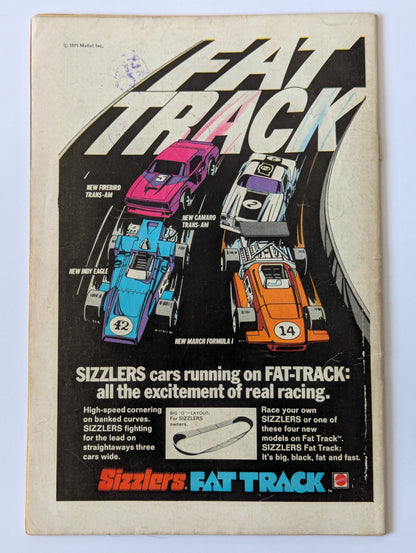 © 1971 Mattel, Inc.
FAT
TRACK
NEW FIREBIRD
TRANS-AM
NEW CAMARO
TRANS-AM
NEW INDY EAGLE
NEW MARCH FORMULA I
5
2
42
14
SIZZLERS cars running on FAT-TRACK:
all the excitement of real racing.
High-speed cornering
on banked curves.
SIZZLERS fighting
for the lead on
straightaways three
cars wide.
BIG "O"-LAYOUT.
For SIZZLERS
owners.
Race your own
SIZZLERS or one of
these four new
models on Fat Track™.
SIZZLERS Fat Track:
It's big, black, fat and fast.
Sizzlers® FAT TRACK™